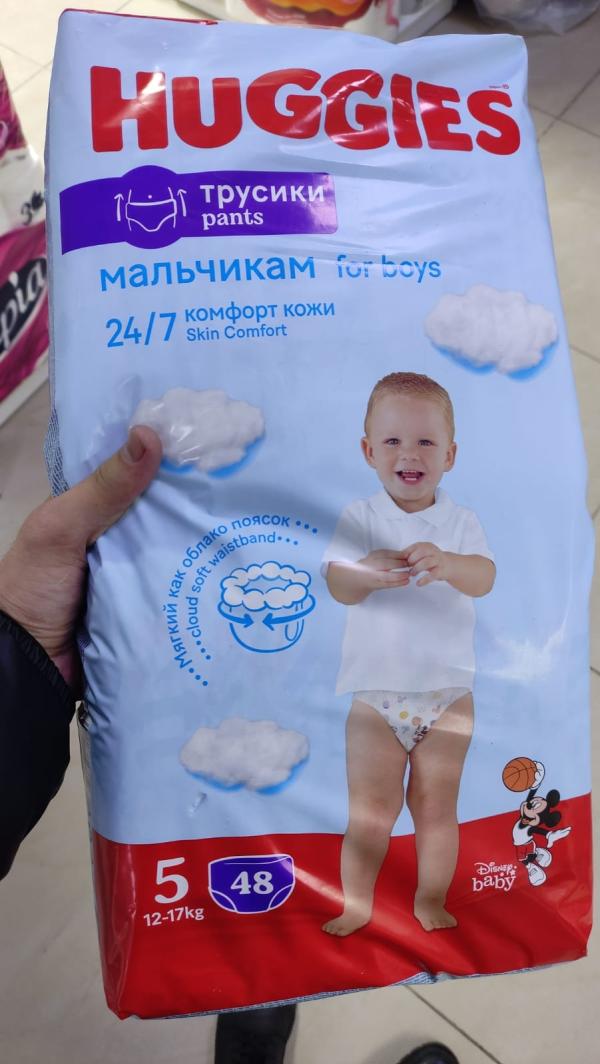 HUGGIES
трусики
pants
мальчикам for boys
24/7 комфорт кожи
Skin Comfort
Мягкий как облако поясок
cloud soft waistband
5
48
12-17kg
Disney
baby